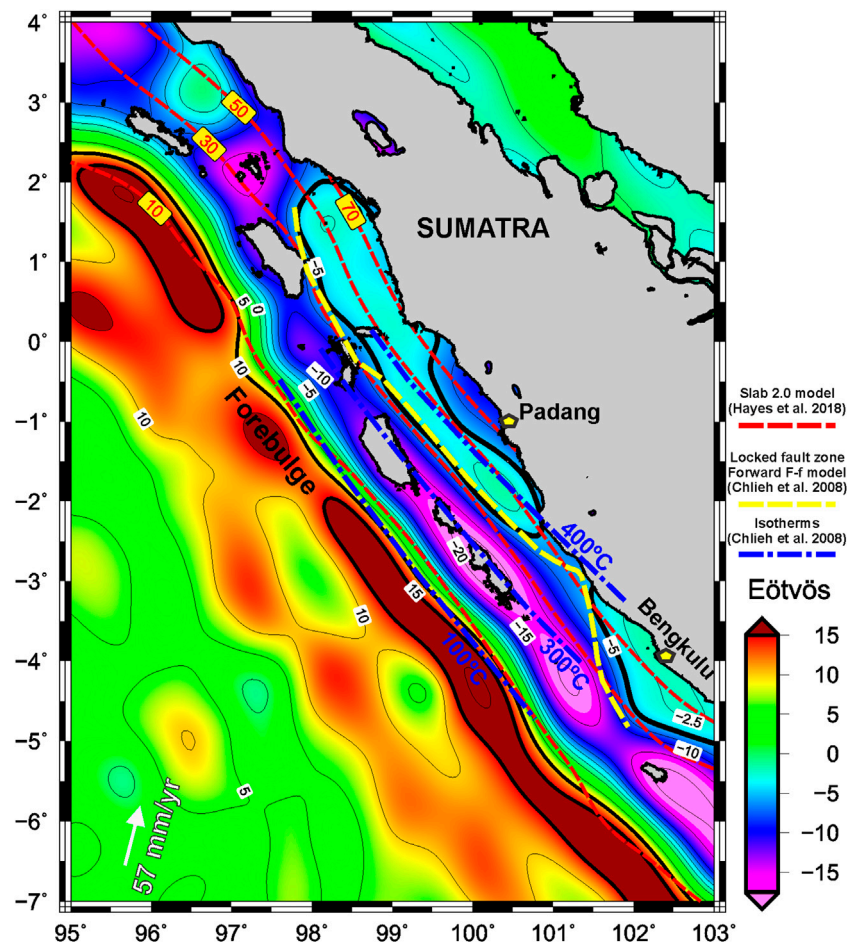 4°
3°
2°
1°
0°
−1°
−2°
−3°
−4°
−5°
−6°
−7°
95°
96°
97°
98°
99°
100°
101°
102°
103°
50
30
10
70
SUMATRA
−5
5
0
10
−10
−5
Padang
Forebulge
10
−20
400ºC
−15
15
10
300ºC
100ºC
Bengkulu
−5
−2.5
−10
5
57 mm/yr
Slab 2.0 model
(Hayes et al. 2018)
Locked fault zone
Forward F-f model
(Chlieh et al. 2008)
Isotherms
(Chlieh et al. 2008)
Eötvös
15
10
5
0
−5
−10
−15